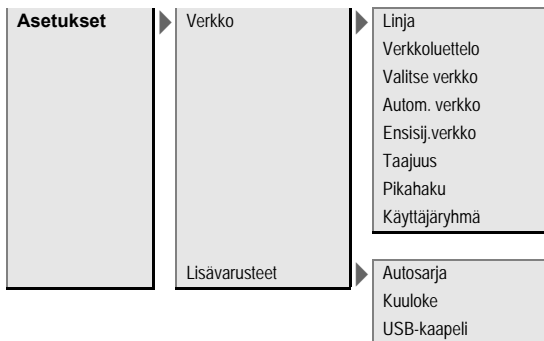 Asetukset
Verkko
Linja
Verkkoluettelo
Valitse verkko
Autom. verkko
Ensisij.verkko
Taajuus
Pikahaku
Käyttäjäryhmä
Lisävarusteet
Autosarja
Kuuloke
USB-kaapeli